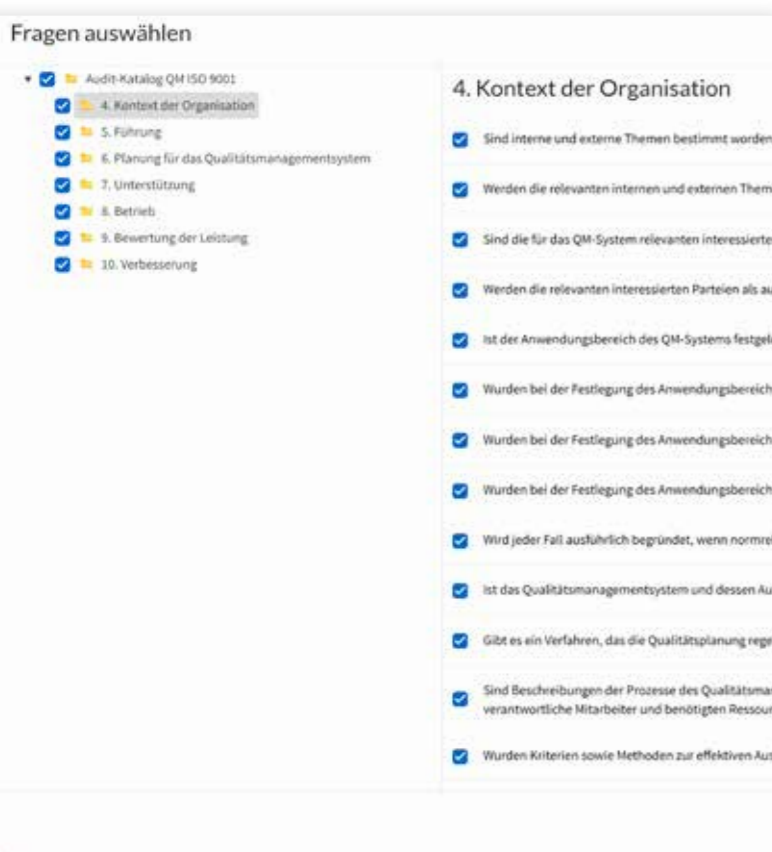 Fragen auswählen
Audit-Katalog QM ISO 9001
4. Kontext der Organisation
5. Führung
6. Planung für das Qualitätsmanagementsystem
7. Unterstützung
8. Betrieb
9. Bewertung der Leistung
10. Verbesserung
4. Kontext der Organisation
Sind interne und externe Themen bestimmt worden
Werden die relevanten internen und externen Them
Sind die für das QM-System relevanten interessierte
Werden die relevanten interessierten Parteien als au
Ist der Anwendungsbereich des QM-Systems festgel
Wurden bei der Festlegung des Anwendungsbereich
Wurden bei der Festlegung des Anwendungsbereich
Wurden bei der Festlegung des Anwendungsbereich
Wird jeder Fall ausführlich begründet, wenn normre
Ist das Qualitätsmanagementsystem und dessen Au
Gibt es ein Verfahren, das die Qualitätsplanung rege
Sind Beschreibungen der Prozesse des Qualitätsma
verantwortliche Mitarbeiter und benötigten Ressour
Wurden Kriterien sowie Methoden zur effektiven Aus